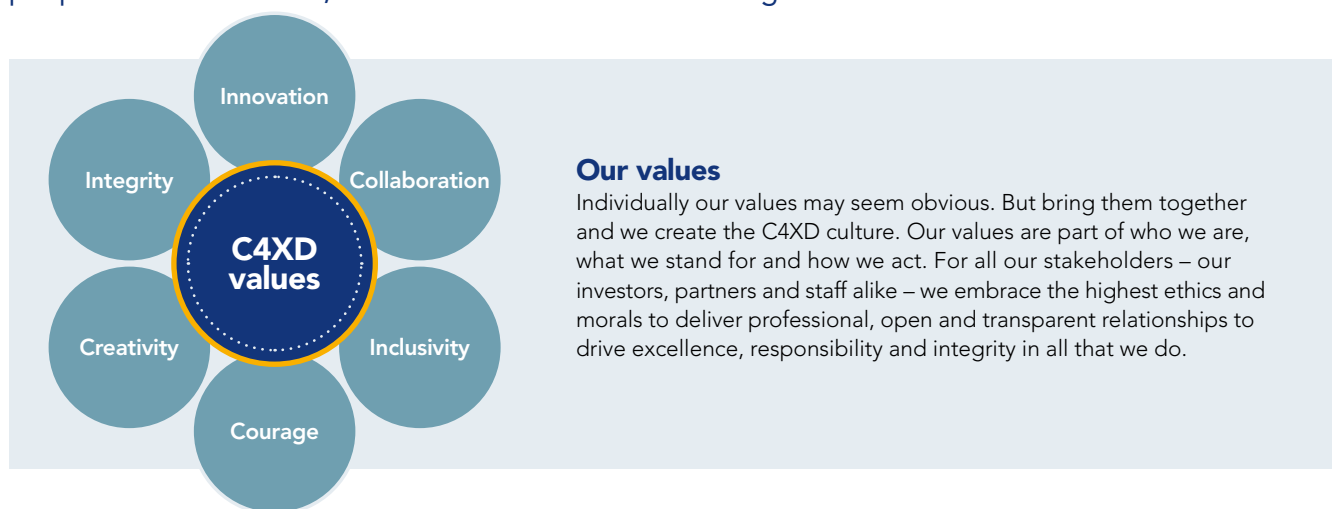 Innovation
Integrity
Collaboration
C4XD
values
Creativity
Inclusivity
Courage
Our values
Individually our values may seem obvious. But bring them together
and we create the C4XD culture. Our values are part of who we are,
what we stand for and how we act. For all our stakeholders – our
investors, partners and staff alike – we embrace the highest ethics and
morals to deliver professional, open and transparent relationships to
drive excellence, responsibility and integrity in all that we do.